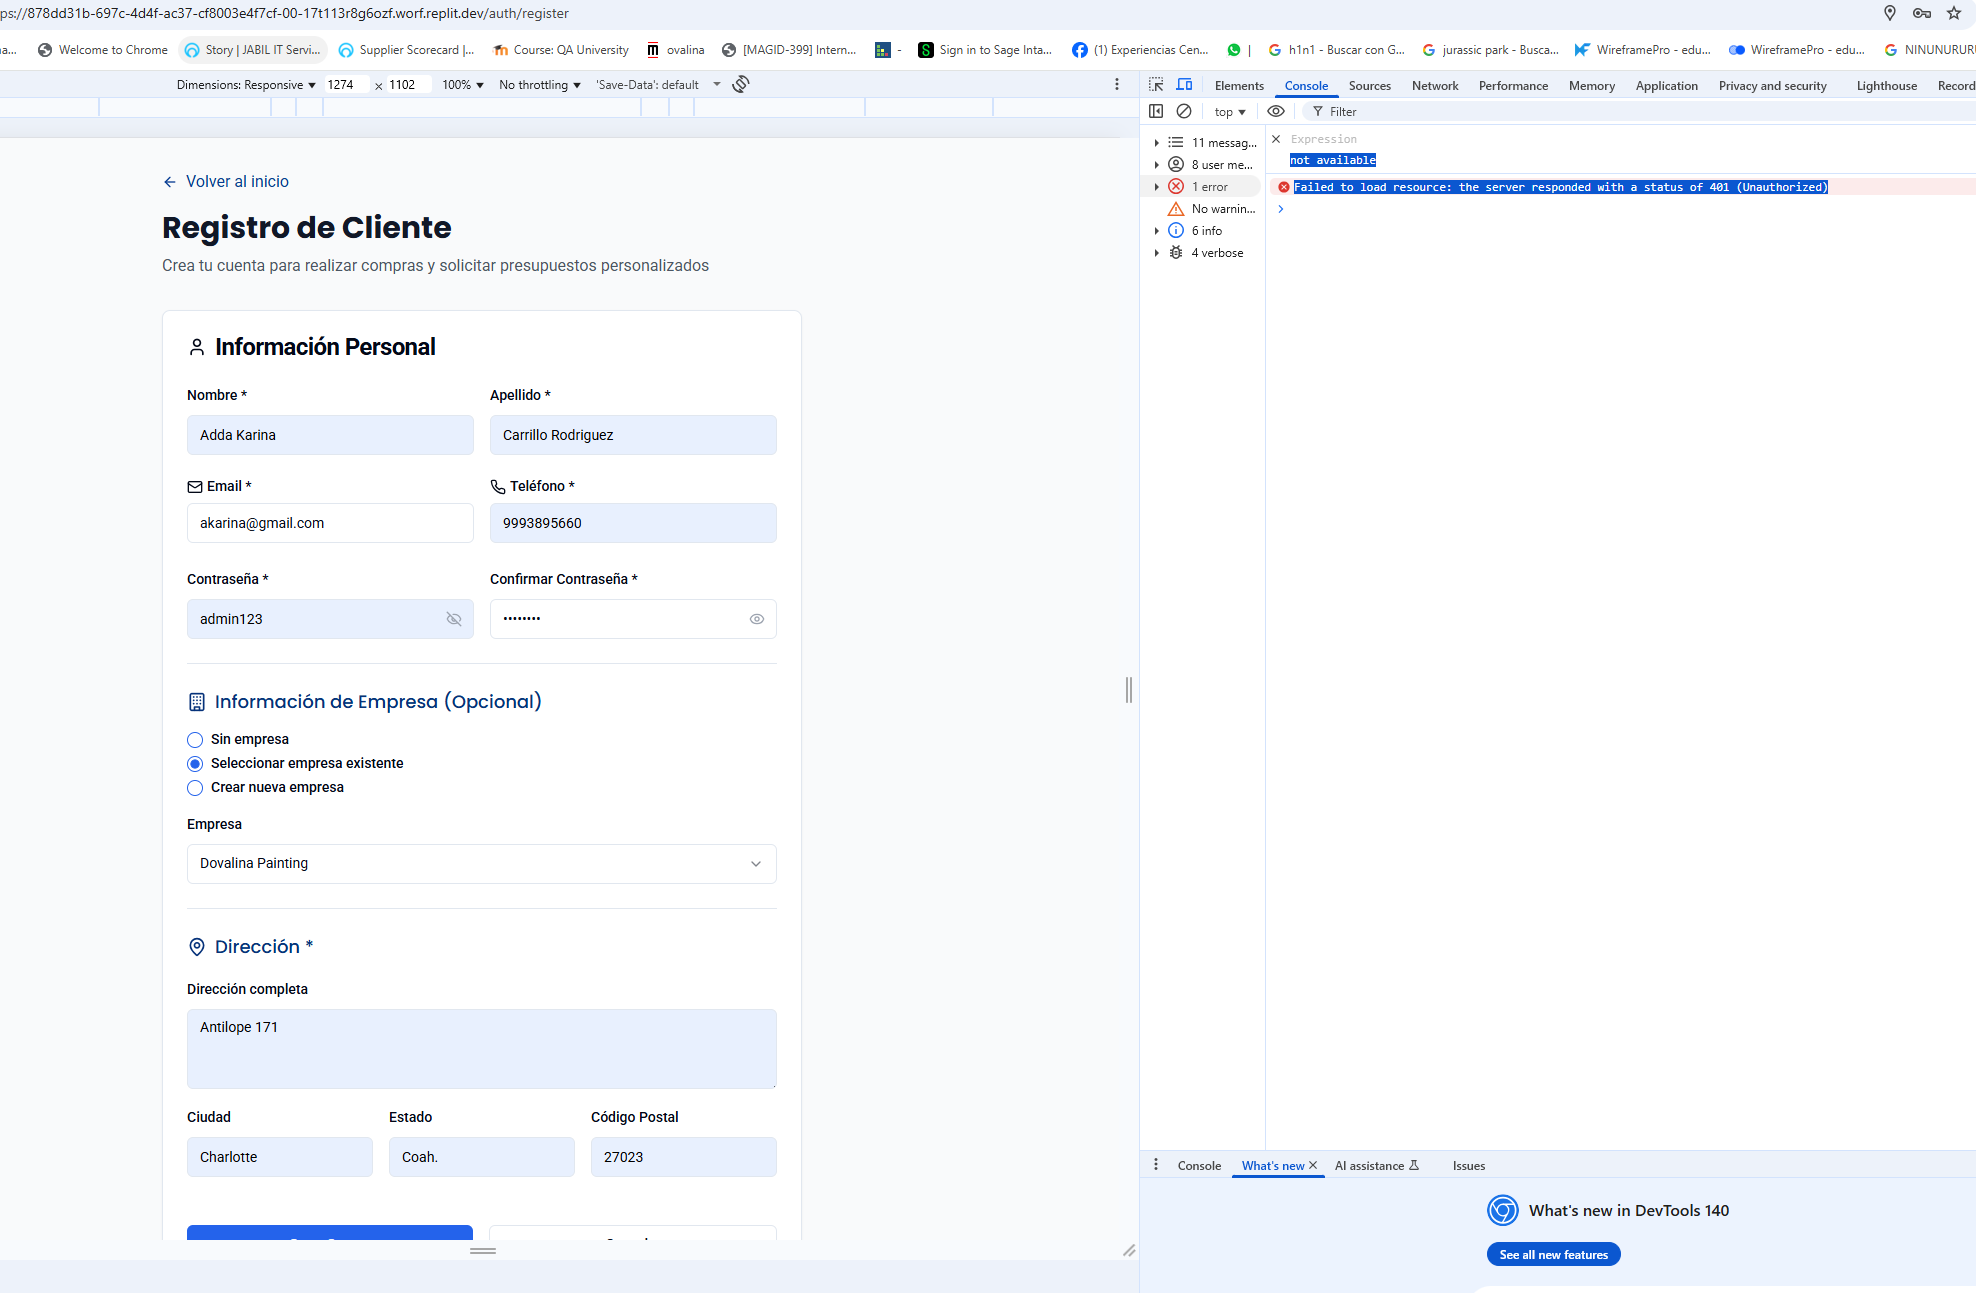 ps://878dd31b-697c-4d4f-ac37-cf8003e4f7cf-00-17t113r8g6ozf.worf.replit.dev/auth/register
a... Welcome to Chrome Story | JABIL IT Servi... Supplier Scorecard |... Course: QA University ovalina [MAGID-399] Intern... - Sign in to Sage Inta... (1) Experiencias Cen... | h1n1 - Buscar con G... jurassic park - Busca... WireframePro - edu... WireframePro - edu... NINUNURUR
Dimensions: Responsive 1274 × 1102 100% No throttling 'Save-Data': default
Elements Console Sources Network Performance Memory Application Privacy and security Lighthouse Record
top Filter
11 messag...
8 user me...
1 error
No warnin...
6 info
4 verbose
Expression
not available
Failed to load resource: the server responded with a status of 401 (Unauthorized)
Volver al inicio
Registro de Cliente
Crea tu cuenta para realizar compras y solicitar presupuestos personalizados
Información Personal
Nombre * Apellido *
Adda Karina Carrillo Rodriguez
Email * Teléfono *
akarina@gmail.com 9993895660
Contraseña * Confirmar Contraseña *
admin123 ••••••••
Información de Empresa (Opcional)
Sin empresa
Seleccionar empresa existente
Crear nueva empresa
Empresa
Dovalina Painting
Dirección *
Dirección completa
Antilope 171
Ciudad Estado Código Postal
Charlotte Coah. 27023
Console What's new AI assistance Issues
What's new in DevTools 140
See all new features